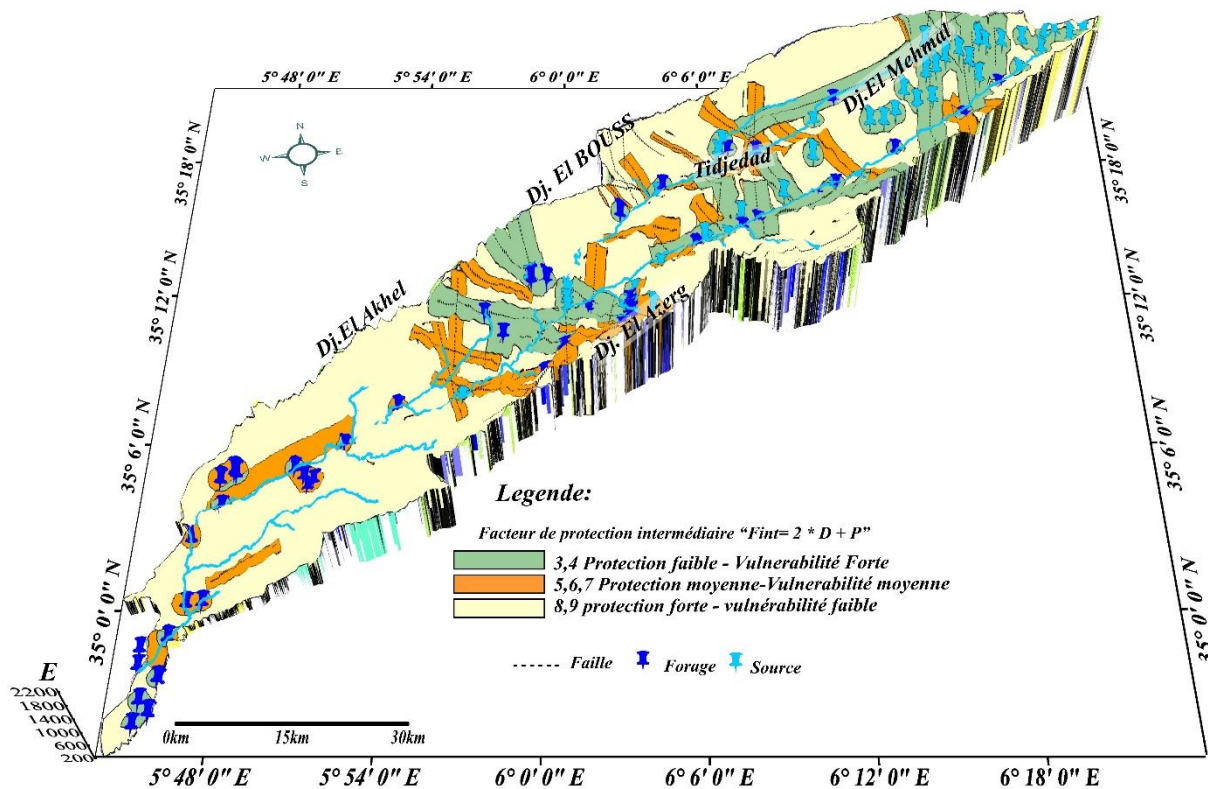 5° 48' 0" E
5° 54' 0" E
6° 0' 0" E
6° 6' 0" E
Dj.El Mehmal
N
W
E
S
35° 18' 0" N
35° 18' 0" N
Dj. El BOUSS
Tidjedad
35° 12' 0" N
35° 12' 0" N
Dj.El Akhel
Dj. El Azerg
35° 6' 0" N
35° 6' 0" N
Legende:
Facteur de protection intermédiaire "Fint= 2 * D + P"
3,4 Protection faible - Vulnerabilité Forte
5,6,7 Protection moyenne-Vulnerabilité moyenne
8,9 protection forte - vulnérabilité faible
35° 0' 0" N
35° 0' 0" N
Faille
Forage
Source
E
2200
1800
1400
1000
600
200
0km
15km
30km
5° 48' 0" E
5° 54' 0" E
6° 0' 0" E
6° 6' 0" E
6° 12' 0" E
6° 18' 0" E